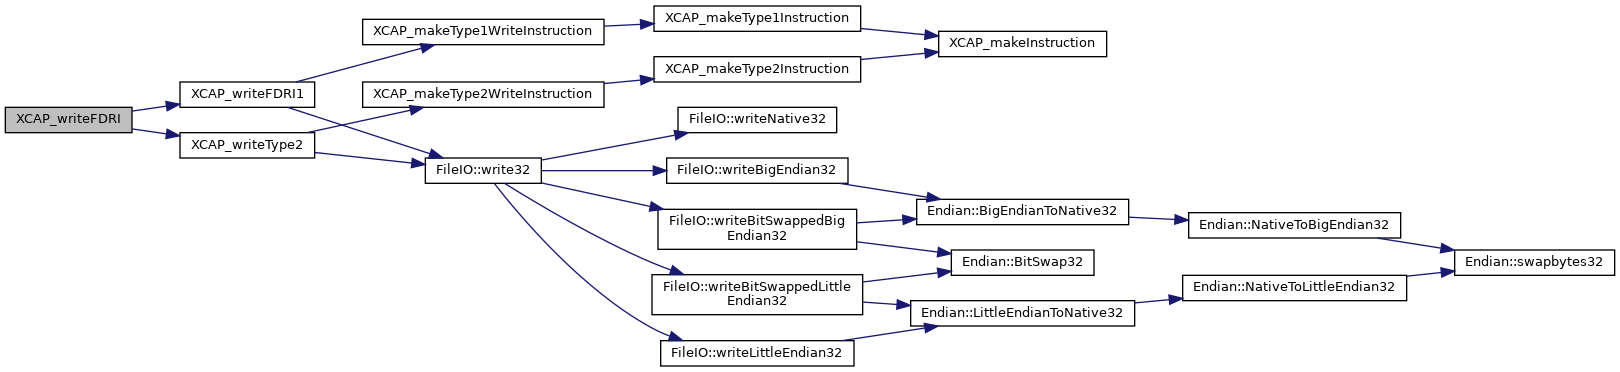 XCAP_writeFDRI
XCAP_writeFDRI1
XCAP_writeType2
XCAP_makeType1WriteInstruction
XCAP_makeType2WriteInstruction
FileIO::write32
XCAP_makeType1Instruction
XCAP_makeType2Instruction
FileIO::writeNative32
FileIO::writeBigEndian32
FileIO::writeBitSwappedBig
Endian32
FileIO::writeBitSwappedLittle
Endian32
FileIO::writeLittleEndian32
XCAP_makeInstruction
Endian::BigEndianToNative32
Endian::BitSwap32
Endian::LittleEndianToNative32
Endian::NativeToBigEndian32
Endian::NativeToLittleEndian32
Endian::swapbytes32